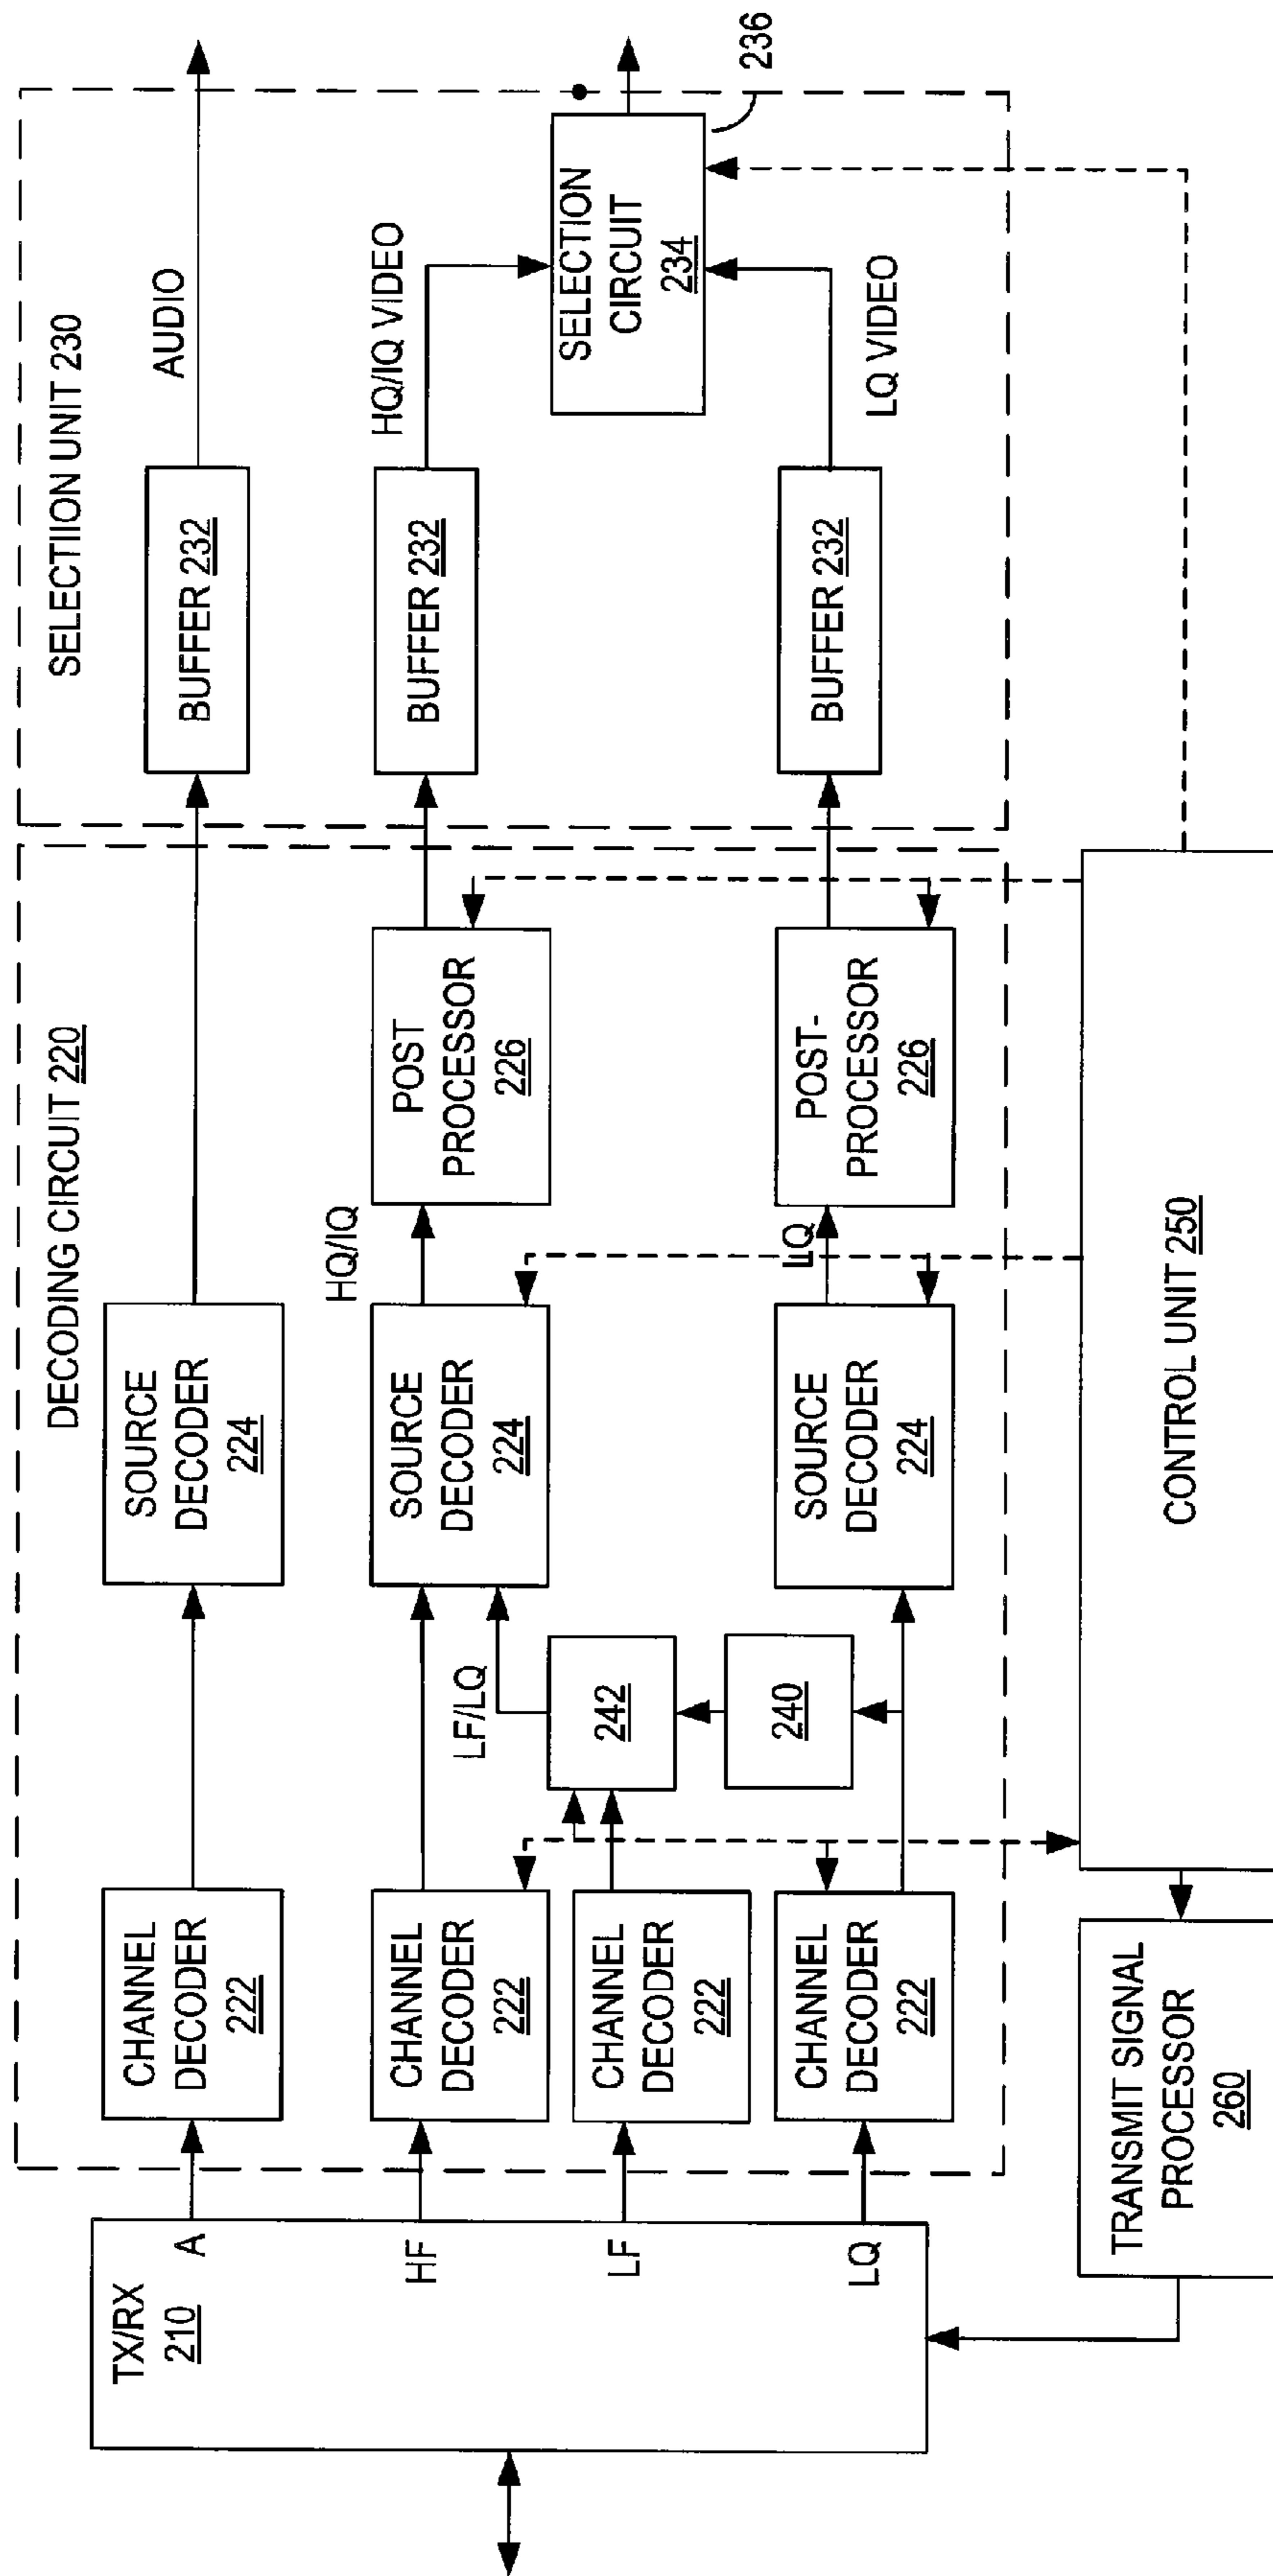 TX/RX
210
A
HF
LF
LQ
DECODING CIRCUIT 220
CHANNEL
DECODER
222
CHANNEL
DECODER
222
CHANNEL
DECODER
222
CHANNEL
DECODER
222
LF/LQ
242
240
SOURCE
DECODER
224
SOURCE
DECODER
224
SOURCE
DECODER
224
HQ/IQ
LQ
POST
PROCESSOR
226
POST-
PROCESSOR
226
SELECTIION UNIT 230
BUFFER 232
BUFFER 232
BUFFER 232
AUDIO
HQ/IQ VIDEO
LQ VIDEO
SELECTION
CIRCUIT
234
236
TRANSMIT SIGNAL
PROCESSOR
260
CONTROL UNIT 250